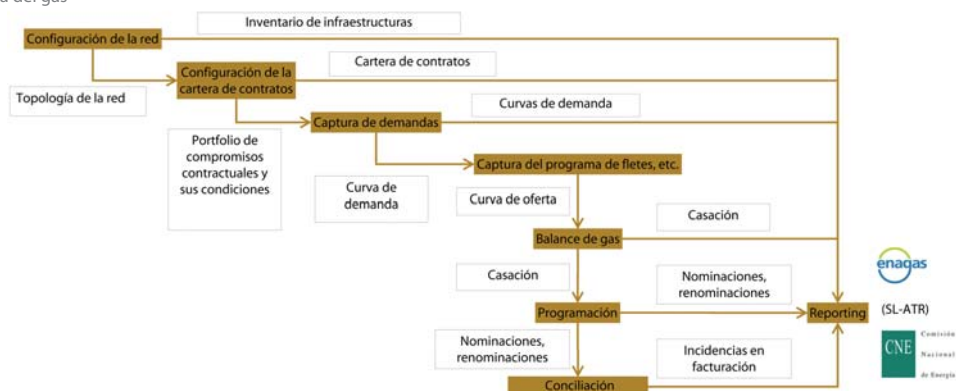 a del gas
Inventario de infraestructuras
Configuración de la red
Cartera de contratos
Configuración de la
cartera de contratos
Topología de la red
Curvas de demanda
Captura de demandas
Portfolio de
compromisos
contractuales y
sus condiciones
Captura del programa de fletes, etc.
Curva de
demanda
Curva de oferta
Casación
Balance de gas
enagas
Casación
Nominaciones,
renominaciones
Programación
Reporting
(SL-ATR)
Nominaciones,
renominaciones
Incidencias en
facturación
CNE
Comisión
Nacional
de Energía
Conciliación